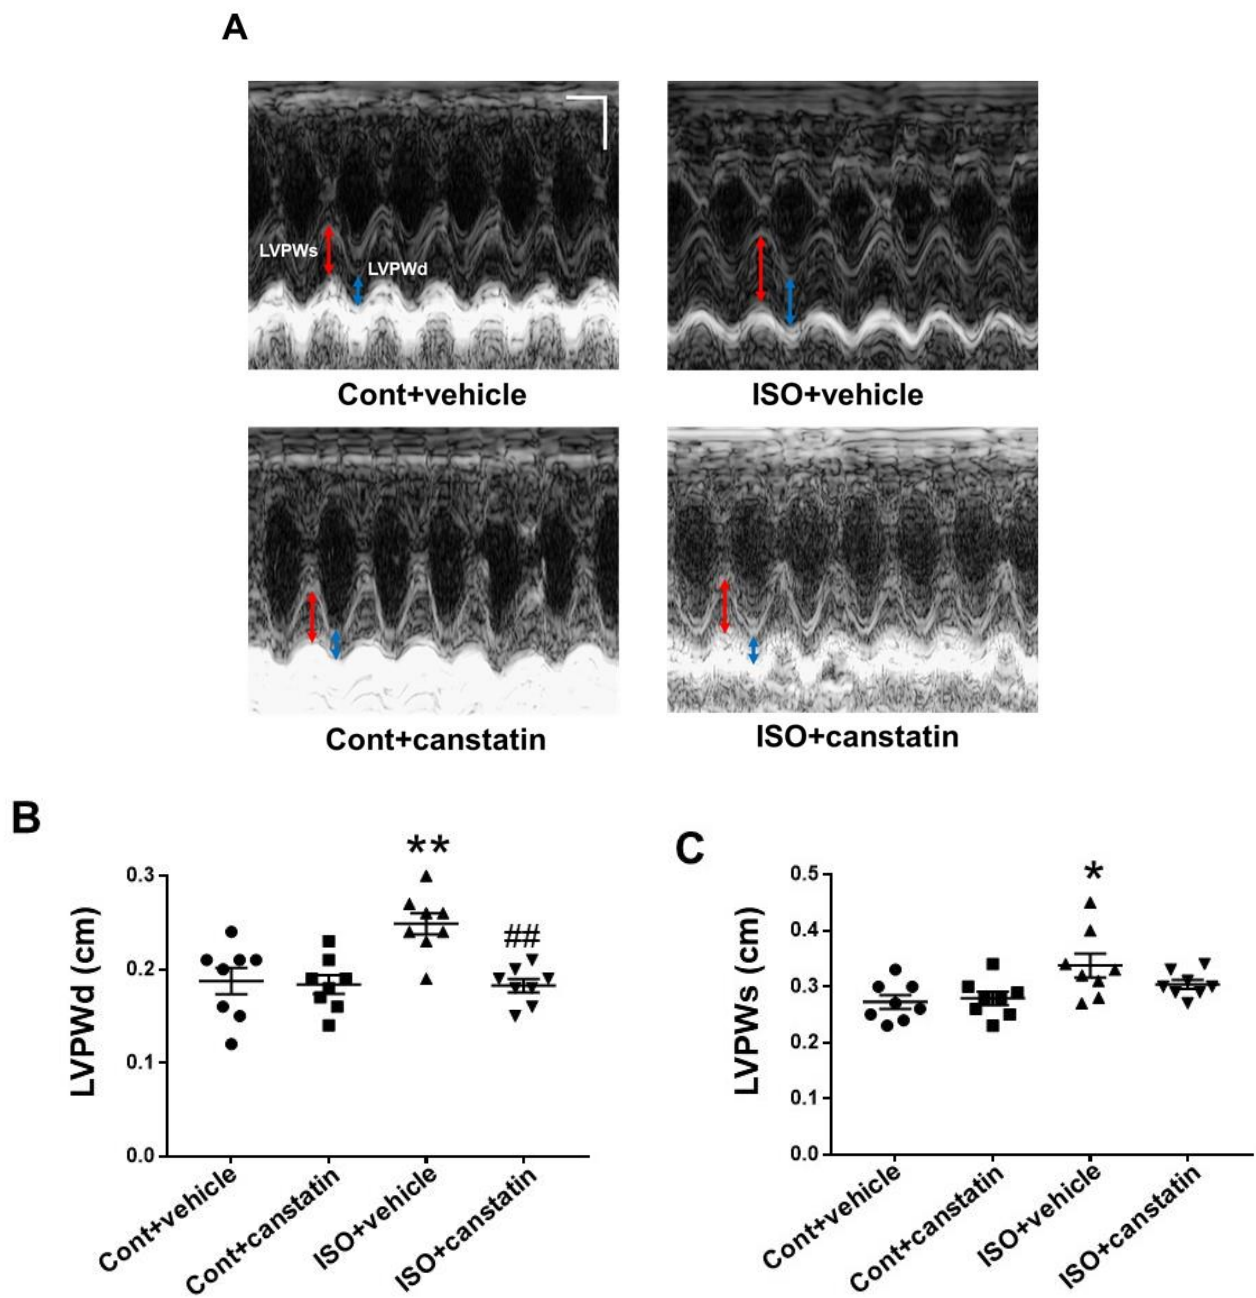 A
LVPWs
LVPWd
Cont+vehicle
ISO+vehicle
Cont+canstatin
ISO+canstatin
B
**
##
LVPWd (cm)
0.3
0.2
0.1
0.0
Cont+vehicle
Cont+canstatin
ISO+vehicle
ISO+canstatin
C
*
LVPWs (cm)
0.5
0.4
0.3
0.2
0.1
0.0
Cont+vehicle
Cont+canstatin
ISO+vehicle
ISO+canstatin